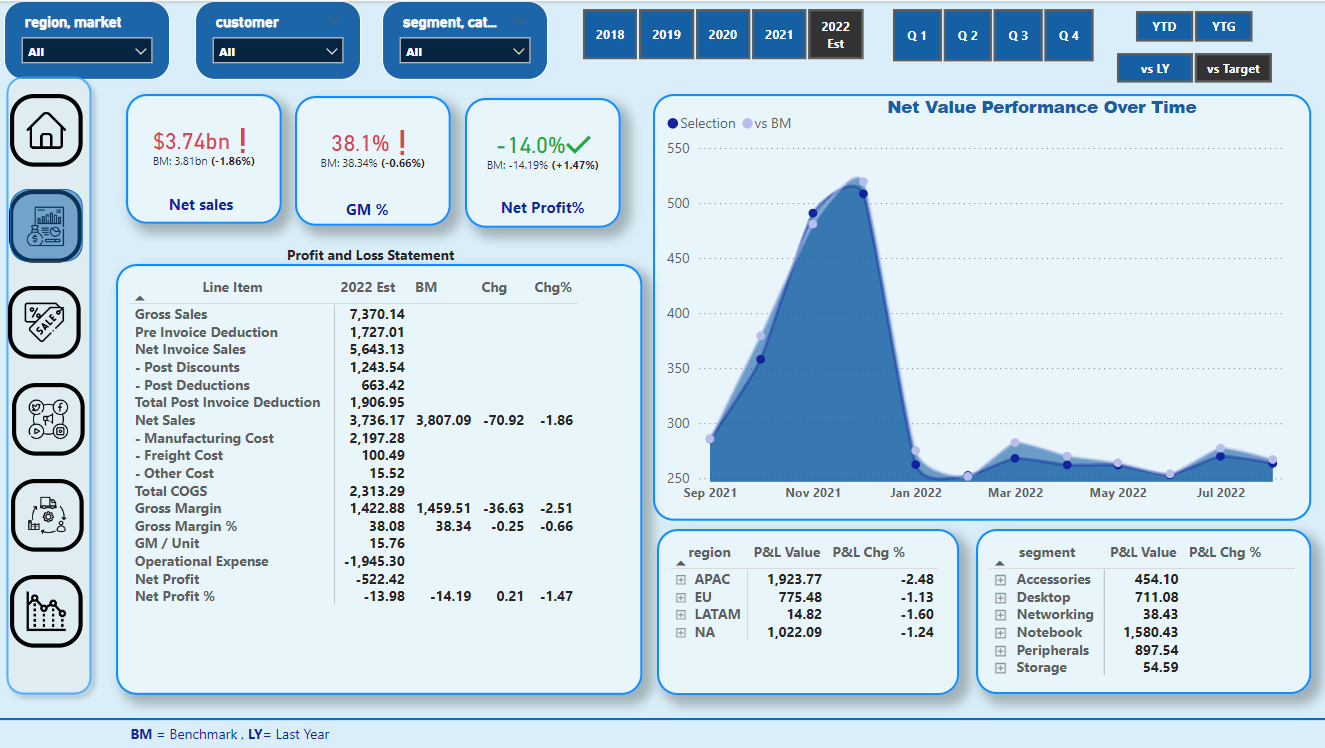 region, market
All
customer
All
segment, cat...
All
2018
2019
2020
2021
2022
Est
Q 1
Q 2
Q 3
Q 4
YTD
YTG
vs LY
vs Target
$3.74bn !
BM: 3.81bn (-1.86%)
Net sales
38.1% !
BM: 38.34% (-0.66%)
GM %
-14.0%
BM: -14.19% (+1.47%)
Net Profit%
Net Value Performance Over Time
Selection vs BM
550
500
450
400
350
300
250
Sep 2021 Nov 2021 Jan 2022 Mar 2022 May 2022 Jul 2022
Profit and Loss Statement
Line Item 2022 Est BM Chg Chg%
Gross Sales 7,370.14
Pre Invoice Deduction 1,727.01
Net Invoice Sales 5,643.13
- Post Discounts 1,243.54
- Post Deductions 663.42
Total Post Invoice Deduction 1,906.95
Net Sales 3,736.17 3,807.09 -70.92 -1.86
- Manufacturing Cost 2,197.28
- Freight Cost 100.49
- Other Cost 15.52
Total COGS 2,313.29
Gross Margin 1,422.88 1,459.51 -36.63 -2.51
Gross Margin % 38.08 38.34 -0.25 -0.66
GM / Unit 15.76
Operational Expense -1,945.30
Net Profit -522.42
Net Profit % -13.98 -14.19 0.21 -1.47
region P&L Value P&L Chg %
APAC 1,923.77 -2.48
EU 775.48 -1.13
LATAM 14.82 -1.60
NA 1,022.09 -1.24
segment P&L Value P&L Chg %
Accessories 454.10
Desktop 711.08
Networking 38.43
Notebook 1,580.43
Peripherals 897.54
Storage 54.59
BM = Benchmark , LY= Last Year
%
SALE
$